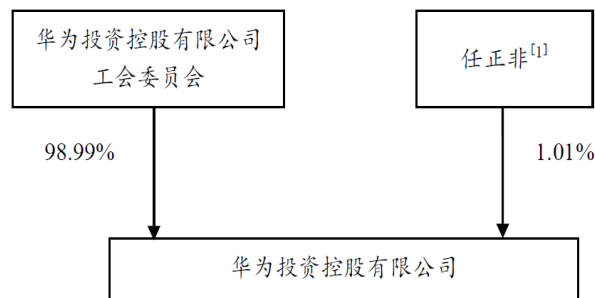 华为投资控股有限公司
工会委员会
任正非[1]
98.99%
1.01%
华为投资控股有限公司